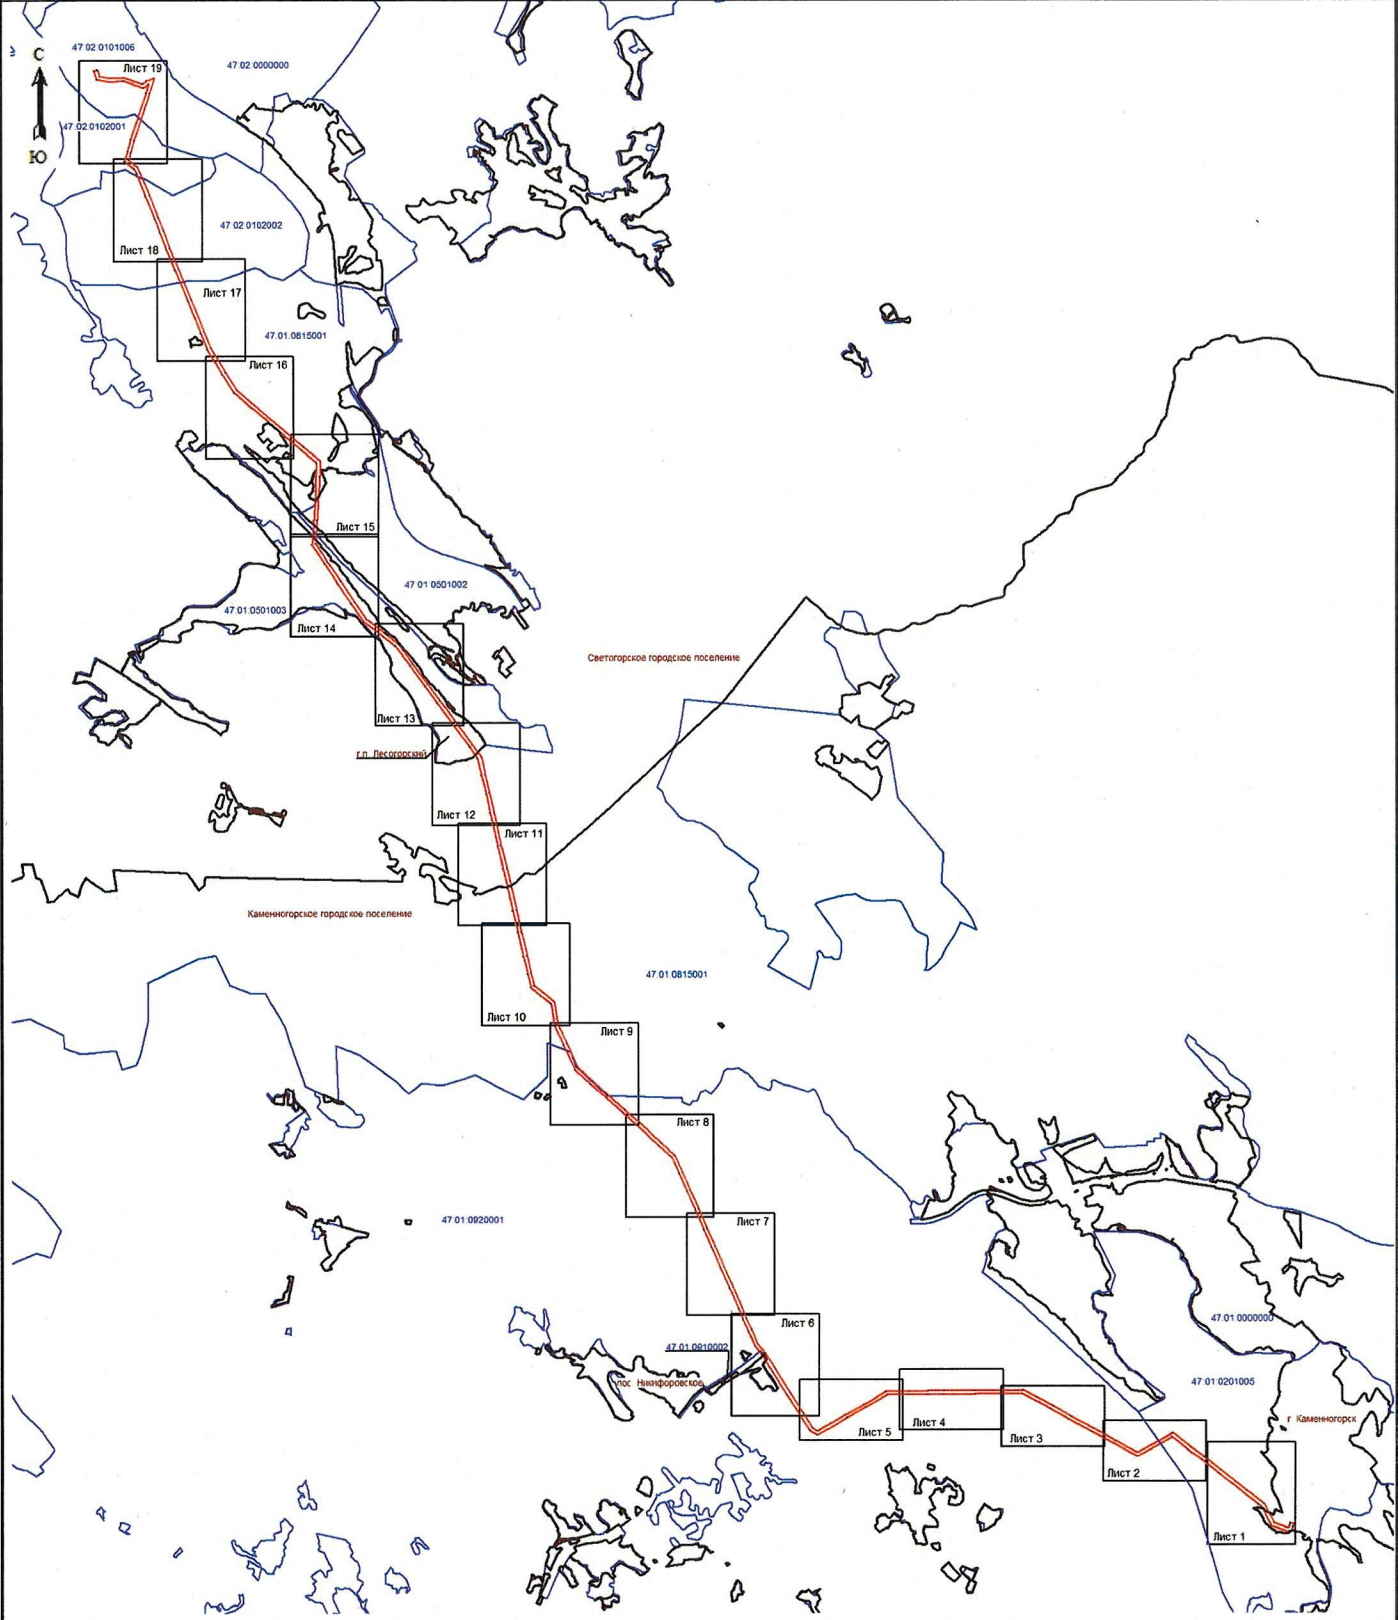 47 02 0101006
С
Лист 19
47 02 0000000
47 02 0102001
Ю
47 02 0102002
Лист 18
Лист 17
47 01:0815001
Лист 16
Лист 15
47 01 0501002
47 01:0501003
Лист 14
Светогорское городское поселение
Лист 13
г.п. Лесогорский
Лист 12
Лист 11
Каменногорское городское поселение
47 01:0815001
Лист 10
Лист 9
Лист 8
47 01:0920001
Лист 7
Лист 6
47 01 0000000
47 01 0910002
пос. Никифоровское
47 01 0201005
Лист 5
Лист 4
Лист 3
г Каменногорск
Лист 2
Лист 1